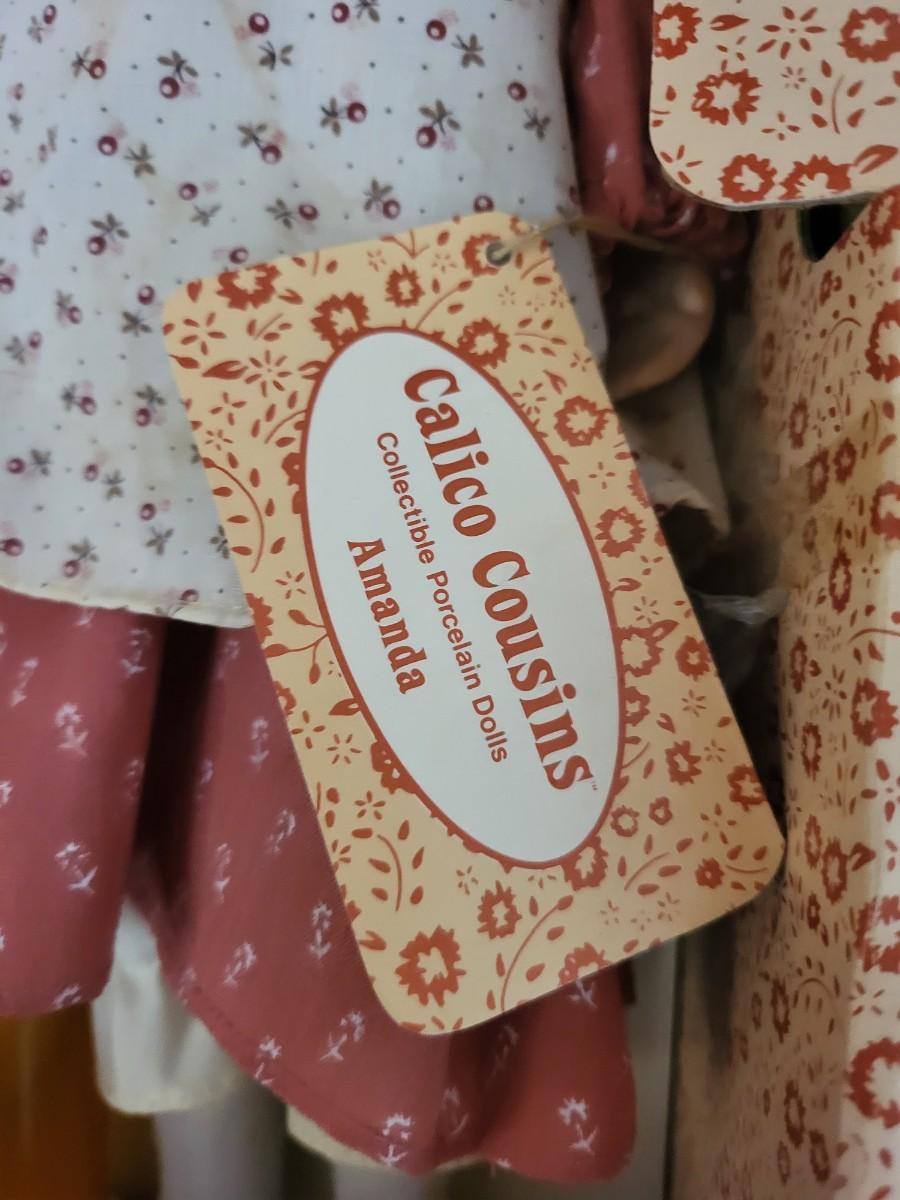 Calico Cousins™
Collectible Porcelain Dolls
Amanda